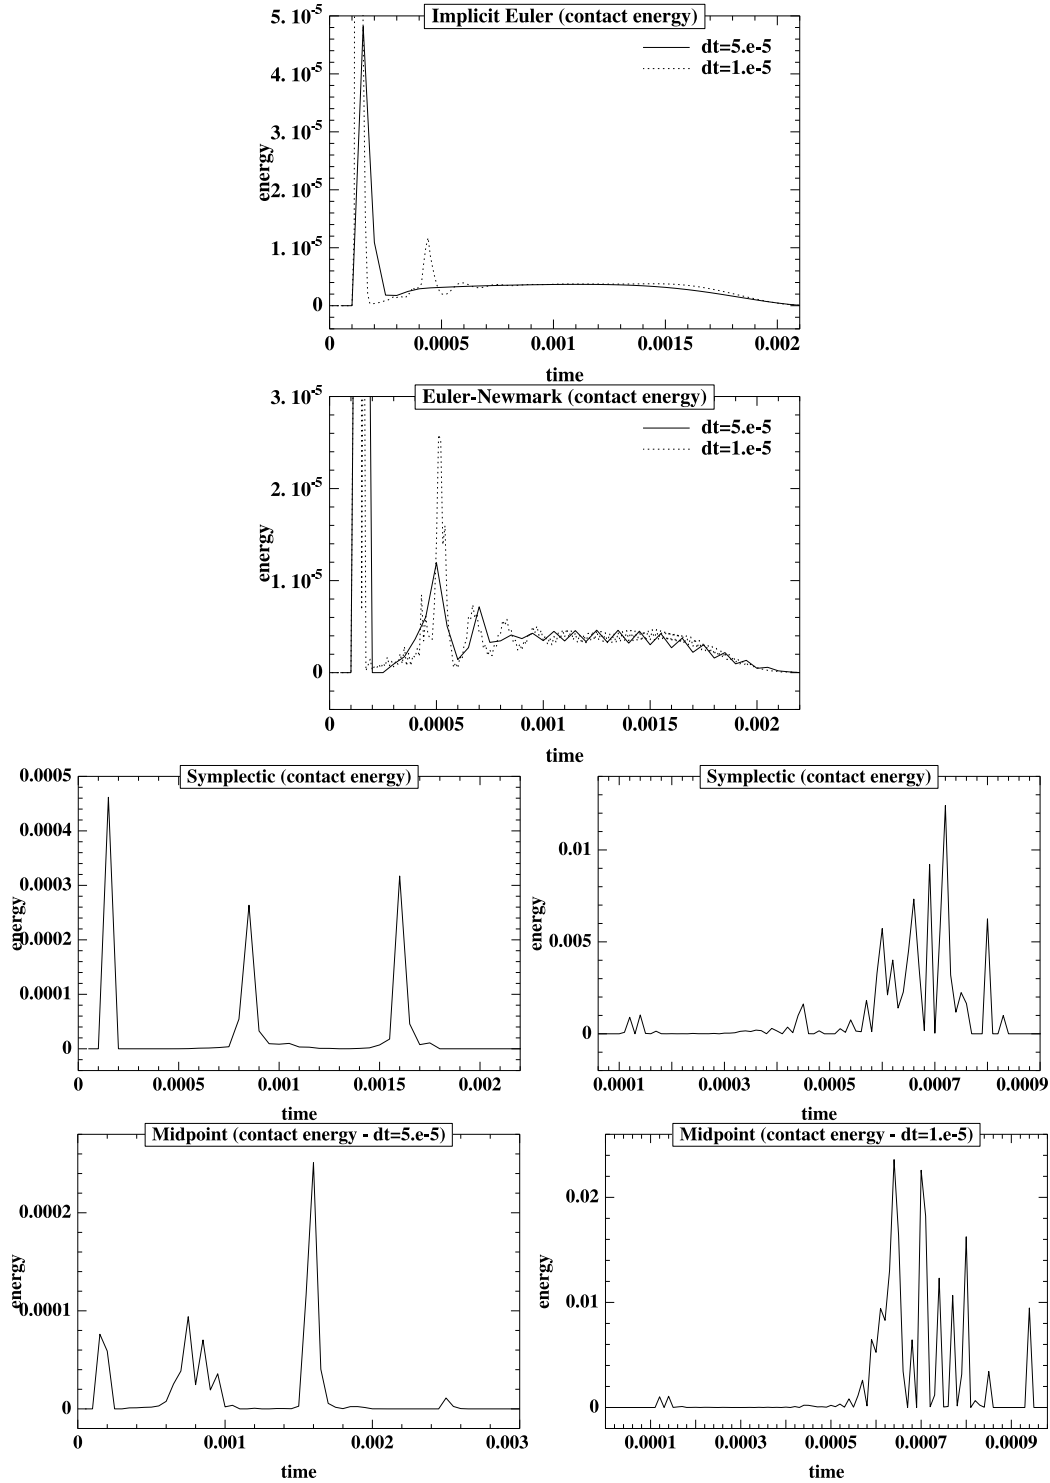 Implicit Euler (contact energy)
5. 10-5
4. 10-5
3. 10-5
2. 10-5
1. 10-5
0
energy
dt=5.e-5
dt=1.e-5
0
0.0005
0.001
0.0015
0.002
time
Euler-Newmark (contact energy)
3. 10-5
2. 10-5
1. 10-5
0
energy
dt=5.e-5
dt=1.e-5
0
0.0005
0.001
0.0015
0.002
time
Symplectic (contact energy)
0.0005
0.0004
0.0003
0.0002
0.0001
0
energy
0
0.0005
0.001
0.0015
0.002
time
Symplectic (contact energy)
0.01
0.005
0
energy
0.0001
0.0003
0.0005
0.0007
0.0009
time
Midpoint (contact energy - dt=5.e-5)
0.0002
0.0001
0
energy
0
0.001
0.002
0.003
time
Midpoint (contact energy - dt=1.e-5)
0.02
0.01
0
energy
0.0001
0.0003
0.0005
0.0007
0.0009
time